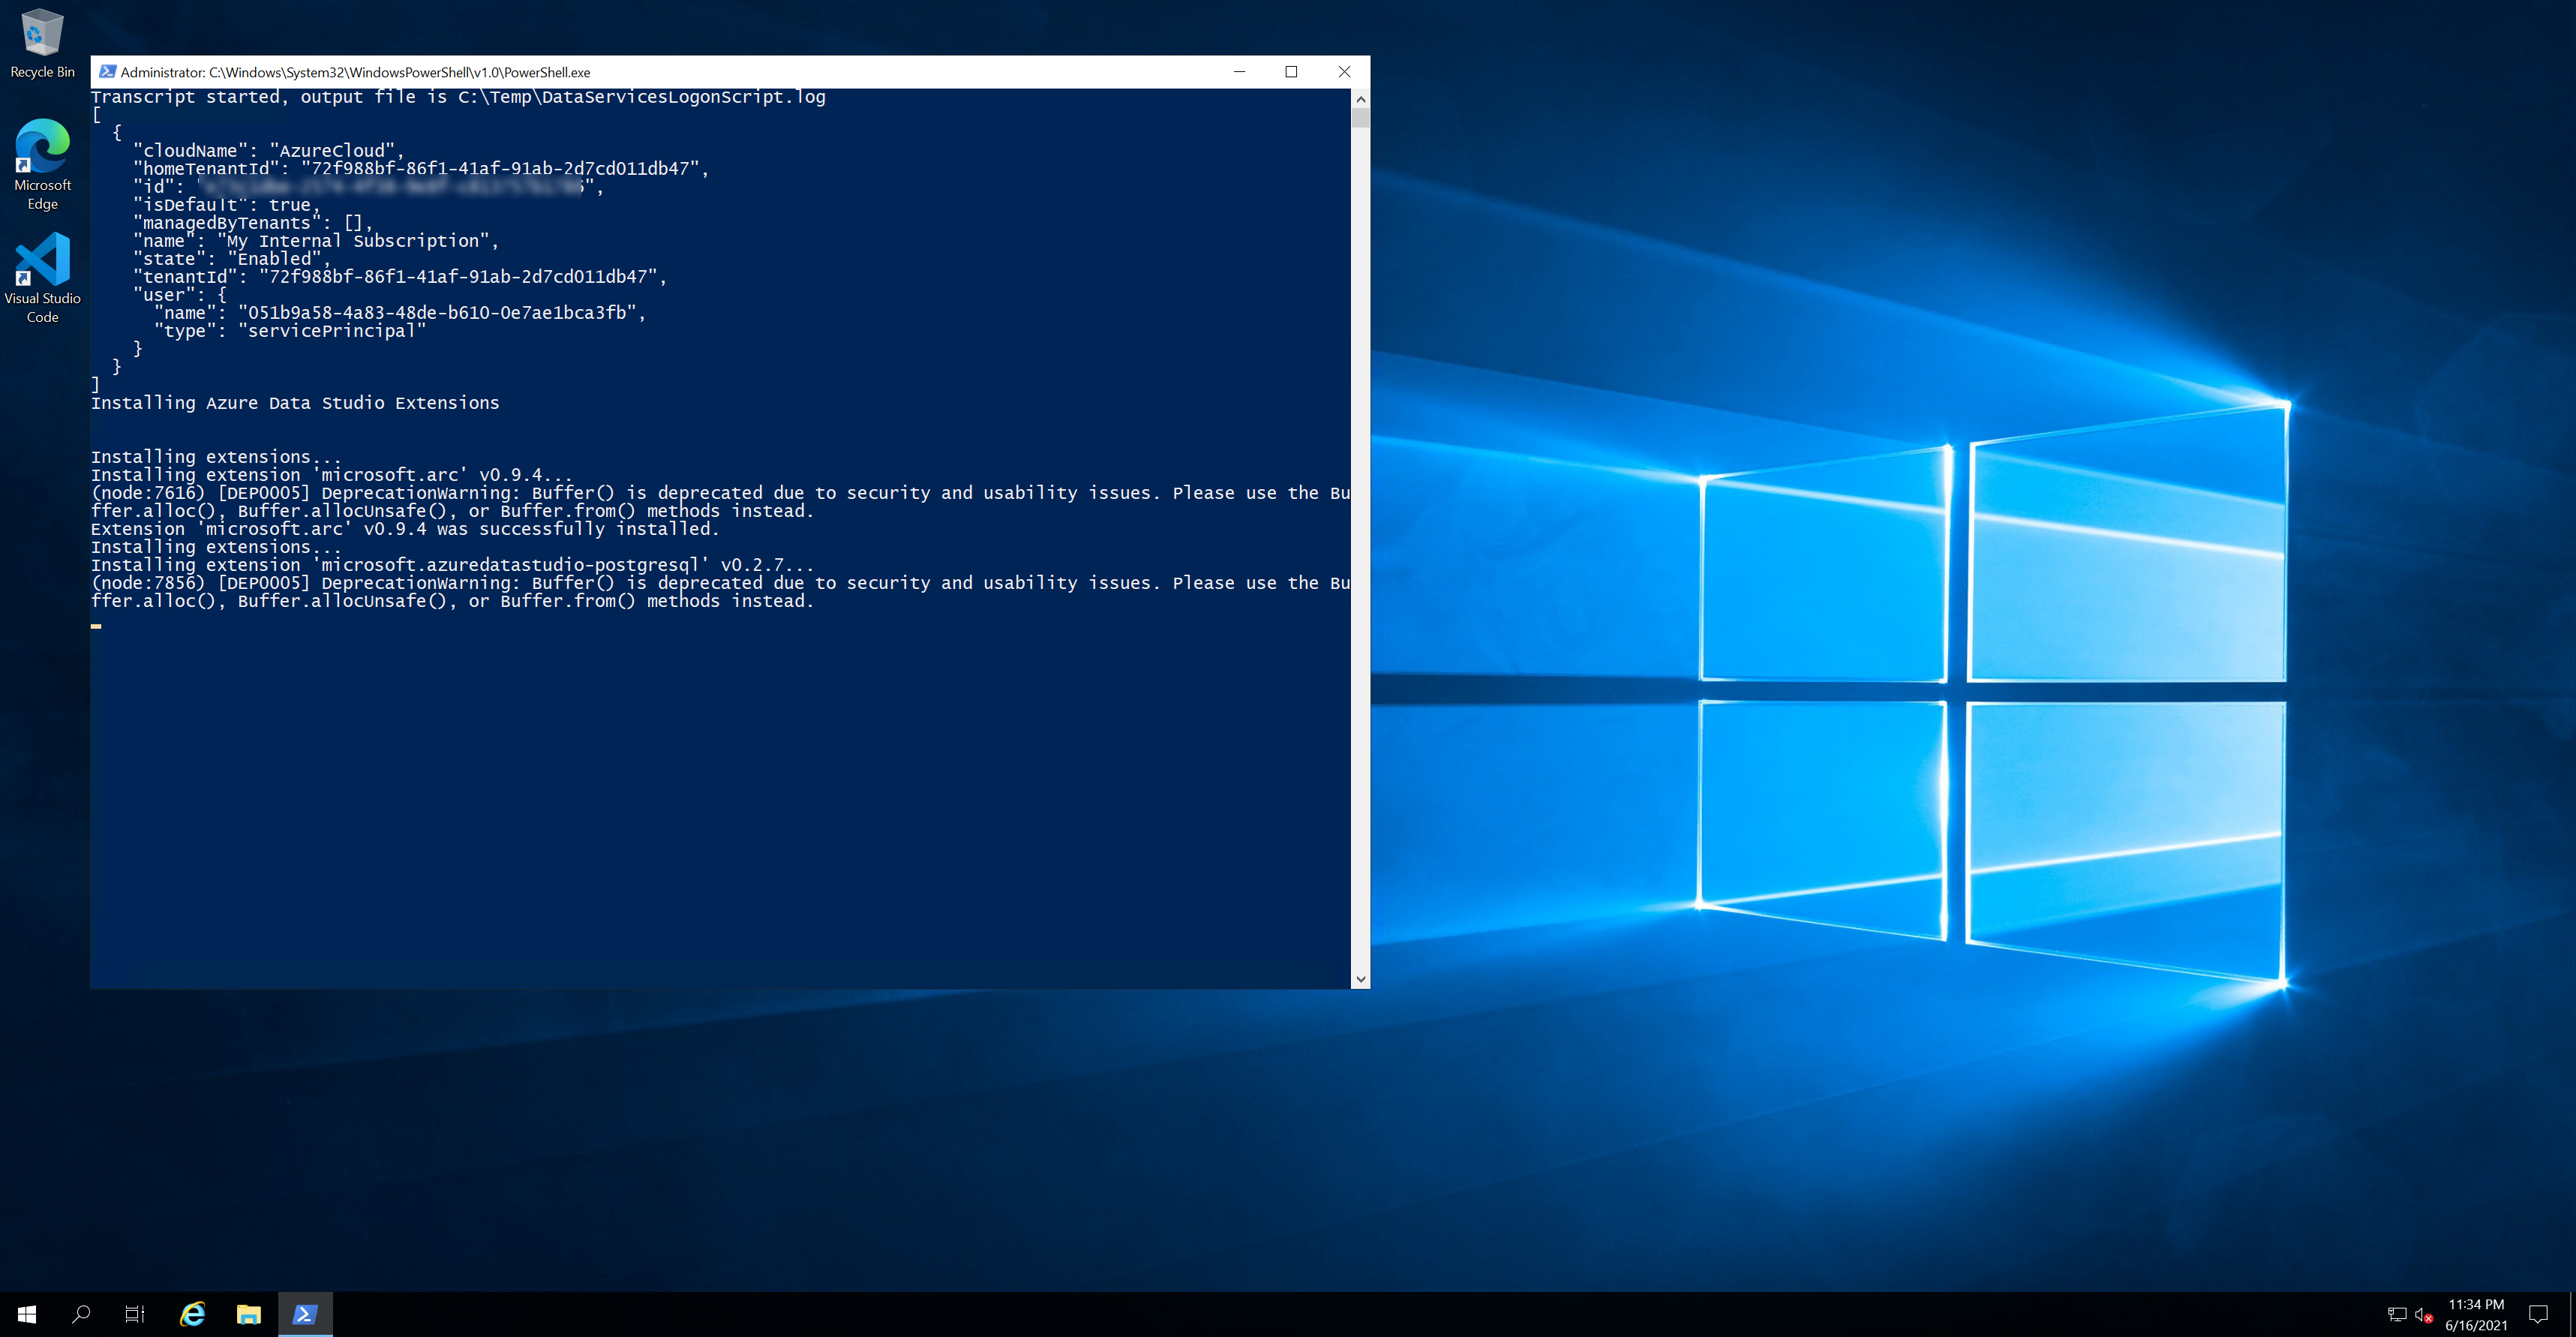 Recycle Bin
Microsoft
Edge
Visual Studio
Code
Administrator: C:\Windows\System32\WindowsPowerShell\v1.0\PowerShell.exe
Transcript started, output file is C:\Temp\DataServicesLogonScript.log
[
  {
    "cloudName": "AzureCloud",
    "homeTenantId": "72f988bf-86f1-41af-91ab-2d7cd011db47",
    "id": ",
    "isDefault": true,
    "managedByTenants": [],
    "name": "My Internal Subscription",
    "state": "Enabled",
    "tenantId": "72f988bf-86f1-41af-91ab-2d7cd011db47",
    "user": {
      "name": "051b9a58-4a83-48de-b610-0e7ae1bca3fb",
      "type": "servicePrincipal"
    }
  }
]
Installing Azure Data Studio Extensions
Installing extensions...
Installing extension 'microsoft.arc' v0.9.4...
(node:7616) [DEP0005] DeprecationWarning: Buffer() is deprecated due to security and usability issues. Please use the Bu
ffer.alloc(), Buffer.allocUnsafe(), or Buffer.from() methods instead.
Extension 'microsoft.arc' v0.9.4 was successfully installed.
Installing extensions...
Installing extension 'microsoft.azuredatastudio-postgresql' v0.2.7...
(node:7856) [DEP0005] DeprecationWarning: Buffer() is deprecated due to security and usability issues. Please use the Bu
ffer.alloc(), Buffer.allocUnsafe(), or Buffer.from() methods instead.
11:34 PM
6/16/2021